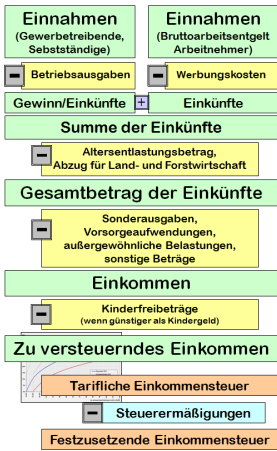 Einnahmen
(Gewerbetreibende,
Selbstständige)
Einnahmen
(Bruttoarbeitsentgelt
Arbeitnehmer)
Betriebsausgaben
Werbungskosten
Gewinn/Einkünfte
+
Einkünfte
Summe der Einkünfte
Altersentlastungsbetrag,
Abzug für Land- und Forstwirtschaft
Gesamtbetrag der Einkünfte
Sonderausgaben,
Vorsorgeaufwendungen,
außergewöhnliche Belastungen,
sonstige Beträge
Einkommen
Kinderfreibeträge
(wenn günstiger als Kindergeld)
Zu versteuerndes Einkommen
Tarifliche Einkommensteuer
Steuerermäßigungen
Festzusetzende Einkommensteuer